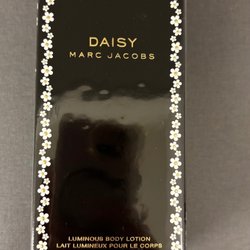 DAISY
MARC JACOBS
LUMINOUS BODY LOTION
LAIT LUMINEUX POUR LE CORPS